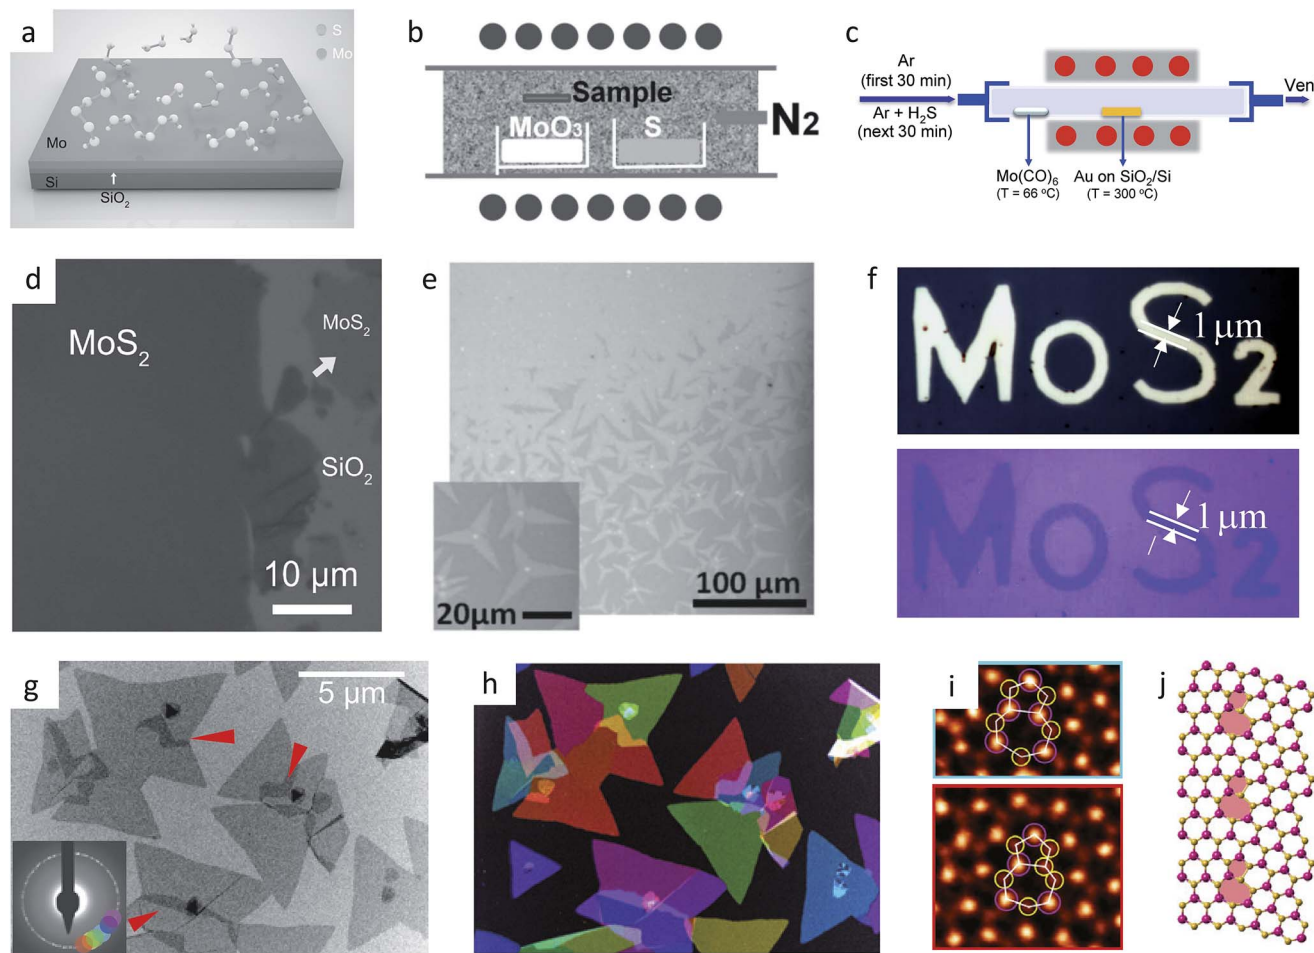 a
S
Mo
Mo
Si
SiO2
b
Sample
MoO3
S
N2
c
Ar
(first 30 min)
Ar + H2S
(next 30 min)
Ven
Mo(CO)6
(T = 66 ºC)
Au on SiO2/Si
(T = 300 ºC)
d
MoS2
MoS2
SiO2
10 µm
e
20µm
100 µm
f
MoS2
1 µm
MoS2
1 µm
g
5 µm
h
i
j